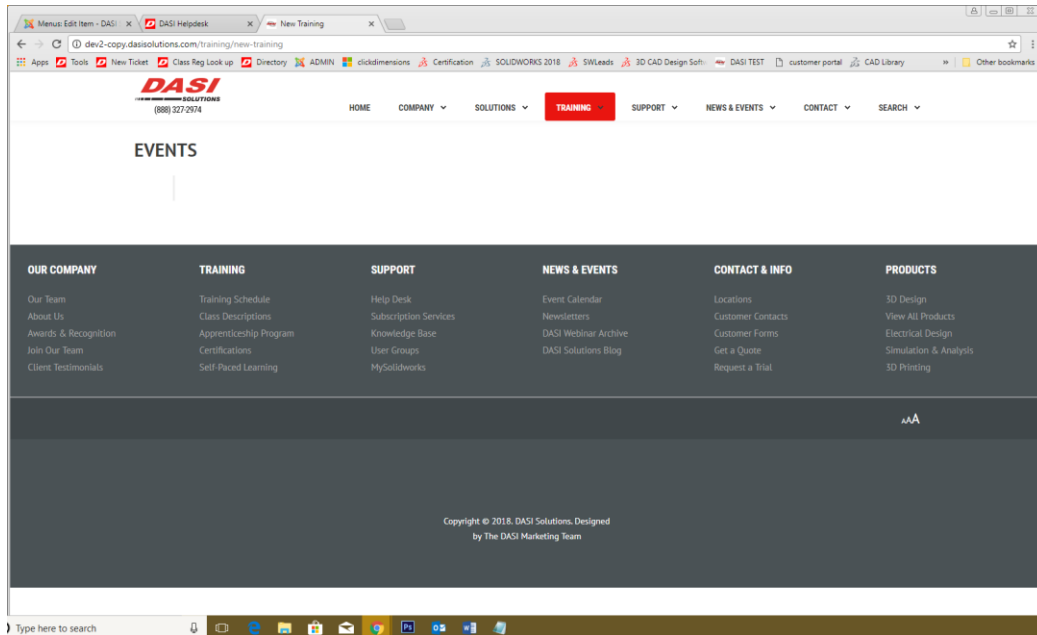 Menus: Edit Item - DASI
DASI Helpdesk
New Training
dev2-copy.dasisolutions.com/training/new-training
Apps Tools New Ticket Class Reg Look up Directory ADMIN clickdimensions Certification SOLIDWORKS 2018 SWLeads 3D CAD Design Soft DASI TEST customer portal CAD Library » Other bookmarks
DASI
SOLUTIONS
(888) 327-2974
HOME COMPANY SOLUTIONS TRAINING SUPPORT NEWS & EVENTS CONTACT SEARCH
EVENTS
OUR COMPANY
Our Team
About Us
Awards & Recognition
Join Our Team
Client Testimonials
TRAINING
Training Schedule
Class Descriptions
Apprenticeship Program
Certifications
Self-Paced Learning
SUPPORT
Help Desk
Subscription Services
Knowledge Base
User Groups
MySolidworks
NEWS & EVENTS
Event Calendar
Newsletters
DASI Webinar Archive
DASI Solutions Blog
CONTACT & INFO
Locations
Customer Contacts
Customer Forms
Get a Quote
Request a Trial
PRODUCTS
3D Design
View All Products
Electrical Design
Simulation & Analysis
3D Printing
AAA
Copyright © 2018. DASI Solutions. Designed
by The DASI Marketing Team
Type here to search
Ps